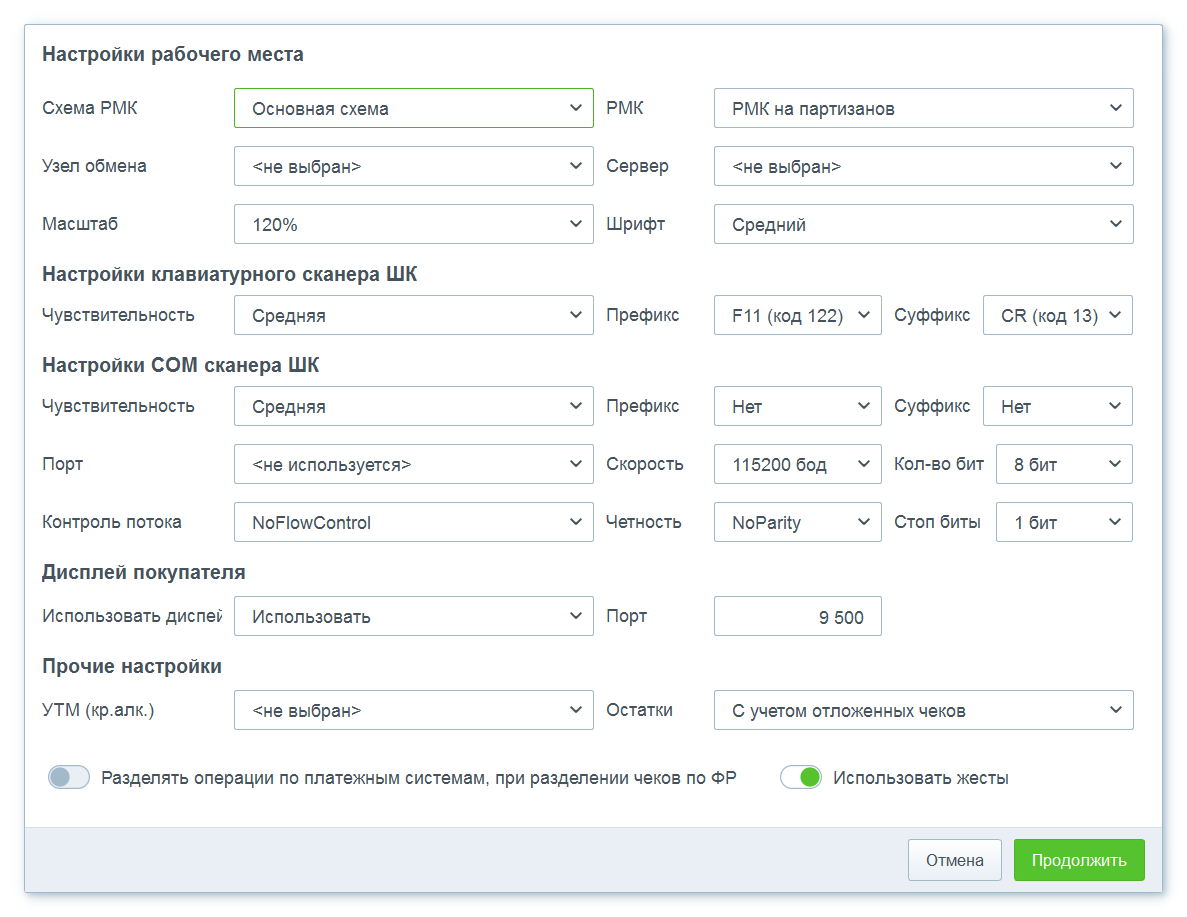 Настройки рабочего места
Схема РМК Основная схема РМК РМК на партизанов
Узел обмена <не выбран> Сервер <не выбран>
Масштаб 120% Шрифт Средний
Настройки клавиатурного сканера ШК
Чувствительность Средняя Префикс F11 (код 122) Суффикс CR (код 13)
Настройки COM сканера ШК
Чувствительность Средняя Префикс Нет Суффикс Нет
Порт <не используется> Скорость 115200 бод Кол-во бит 8 бит
Контроль потока NoFlowControl Четность NoParity Стоп биты 1 бит
Дисплей покупателя
Использовать диспей Использовать Порт 9 500
Прочие настройки
УТМ (кр.алк.) <не выбран> Остатки С учетом отложенных чеков
Разделять операции по платежным системам, при разделении чеков по ФР Использовать жесты
Отмена Продолжить